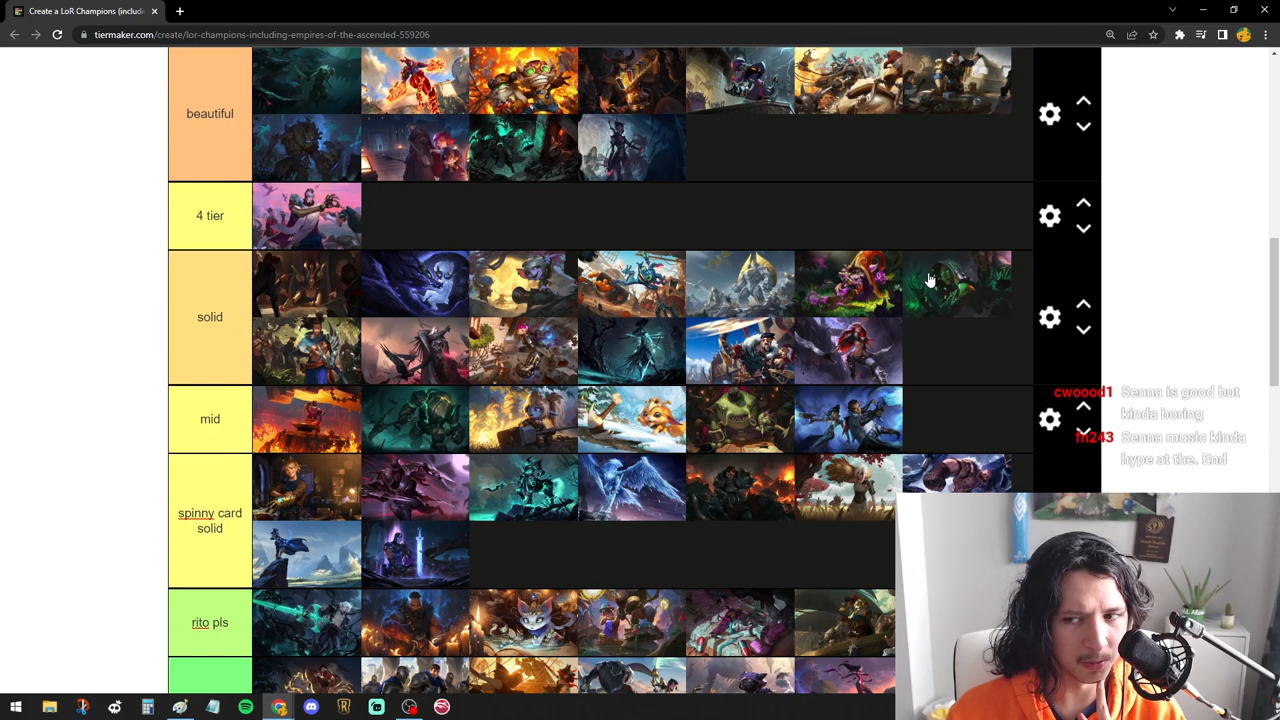 Create a LoR Champions (includi
tiermaker.com/create/lor-champions-including-empires-of-the-ascended-559206
beautiful
4 tier
solid
mid
cwoood1 Senna is good but
kinda boring
Senna music kinda
hype at the. End
spinny card
solid
rito pls